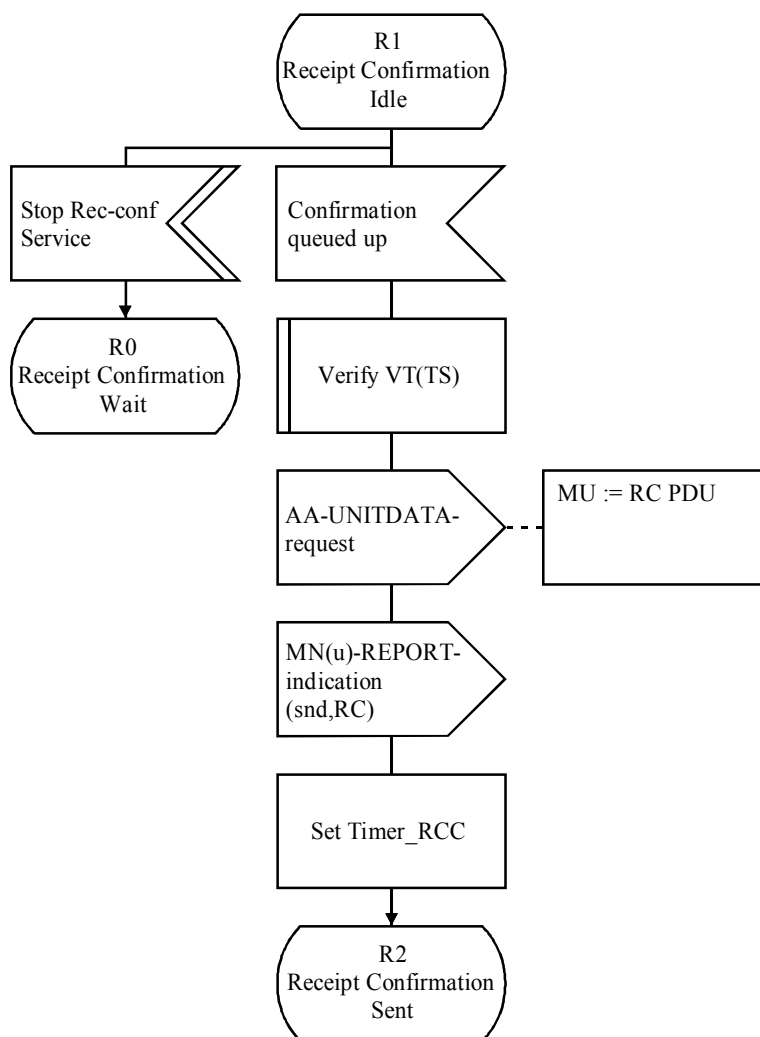 R1
Receipt Confirmation
Idle
Stop Rec-conf
Service
Confirmation
queued up
R0
Receipt Confirmation
Wait
Verify VT(TS)
AA-UNITDATA-
request
MU := RC PDU
MN(u)-REPORT-
indication
(snd,RC)
Set Timer_RCC
R2
Receipt Confirmation
Sent